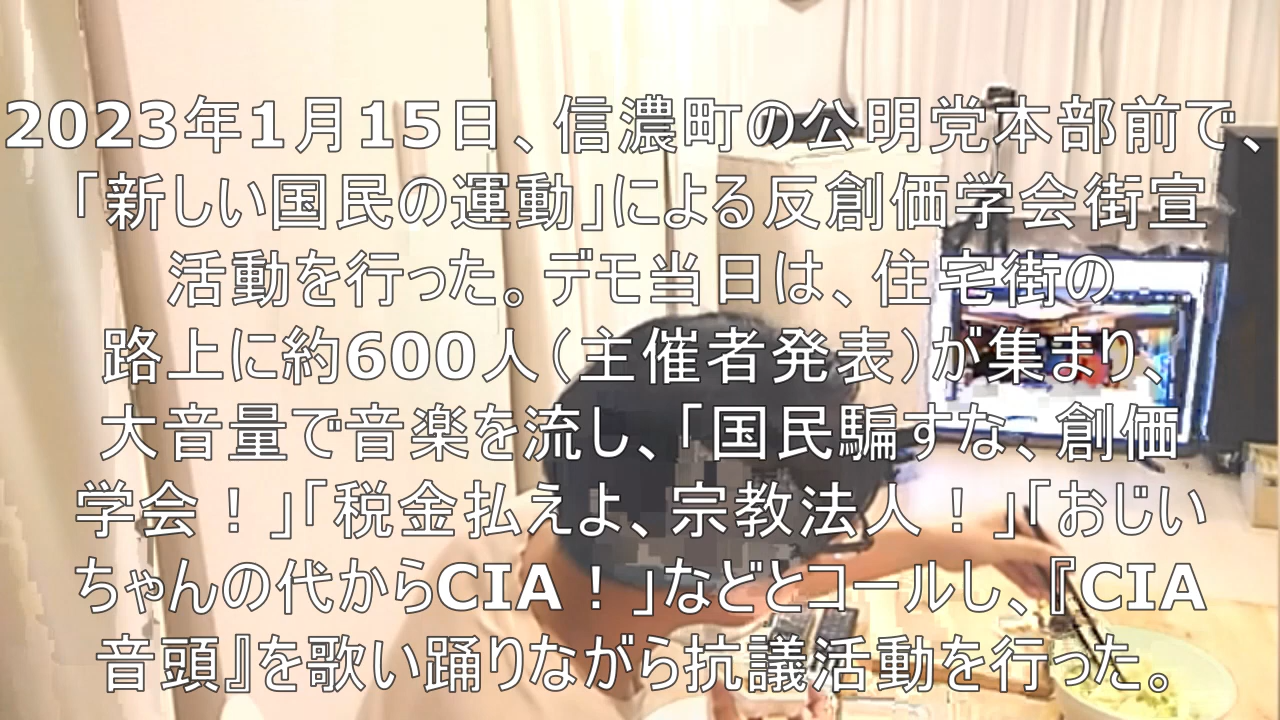 2023年1月15日、信濃町の公明党本部前で、
「新しい国民の運動」による反創価学会街宣
活動を行った。デモ当日は、住宅街の
路上に約600人（主催者発表）が集まり、
大音量で音楽を流し、「国民騙すな、創価
学会！」「税金払えよ、宗教法人！」「おじい
ちゃんの代からCIA！」などとコールし、『CIA
音頭』を歌い踊りながら抗議活動を行った。